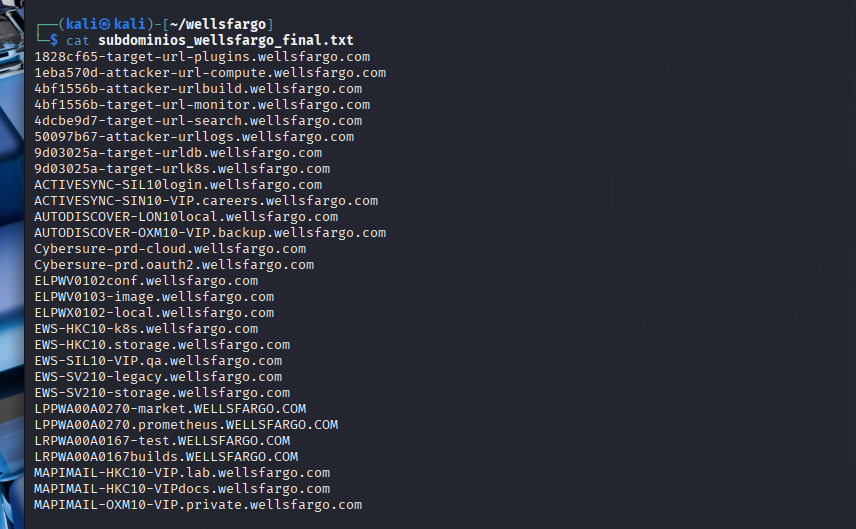 ┌──(kali㉿kali)-[~/wellsfargo]
└─$ cat subdominios_wellsfargo_final.txt
1828cf65-target-url-plugins.wellsfargo.com
1eba570d-attacker-url-compute.wellsfargo.com
4bf1556b-attacker-urlbuild.wellsfargo.com
4bf1556b-target-url-monitor.wellsfargo.com
4dcbe9d7-target-url-search.wellsfargo.com
50097b67-attacker-urllogs.wellsfargo.com
9d03025a-target-urldb.wellsfargo.com
9d03025a-target-urlk8s.wellsfargo.com
ACTIVESYNC-SIL10login.wellsfargo.com
ACTIVESYNC-SIN10-VIP.careers.wellsfargo.com
AUTODISCOVER-LON10local.wellsfargo.com
AUTODISCOVER-OXM10-VIP.backup.wellsfargo.com
Cybersure-prd-cloud.wellsfargo.com
Cybersure-prd.oauth2.wellsfargo.com
ELPWV0102conf.wellsfargo.com
ELPWV0103-image.wellsfargo.com
ELPWX0102-local.wellsfargo.com
EWS-HKC10-k8s.wellsfargo.com
EWS-HKC10.storage.wellsfargo.com
EWS-SIL10-VIP.qa.wellsfargo.com
EWS-SV210-legacy.wellsfargo.com
EWS-SV210-storage.wellsfargo.com
LPPWA00A0270-market.WELLSFARGO.COM
LPPWA00A0270.prometheus.WELLSFARGO.COM
LRPWA00A0167-test.WELLSFARGO.COM
LRPWA00A0167builds.WELLSFARGO.COM
MAPIMAIL-HKC10-VIP.lab.wellsfargo.com
MAPIMAIL-HKC10-VIPdocs.wellsfargo.com
MAPIMAIL-OXM10-VIP.private.wellsfargo.com